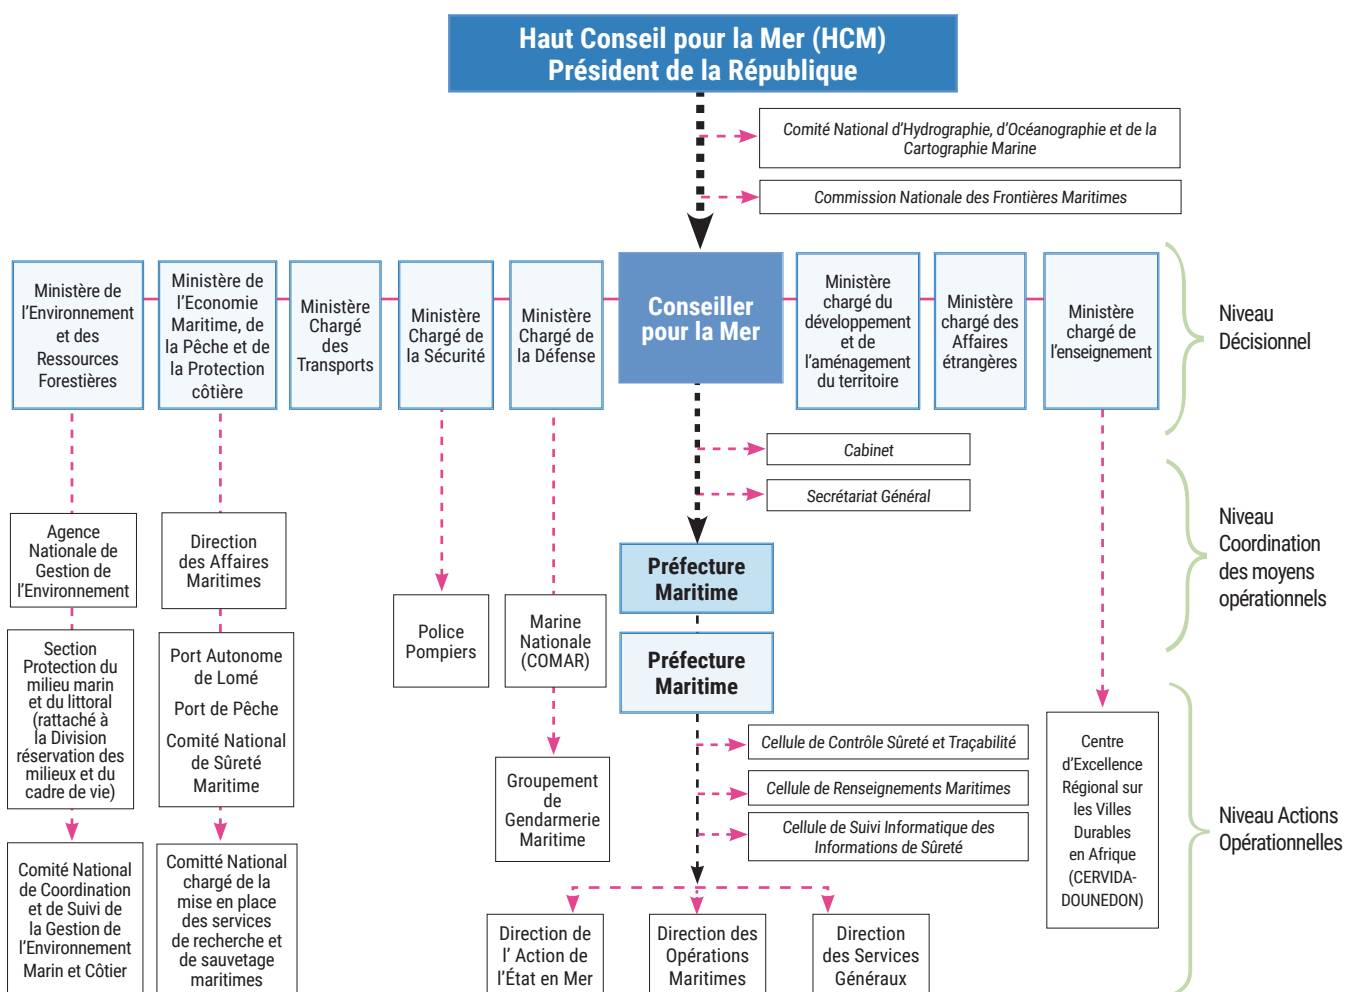 Haut Conseil pour la Mer (HCM)
Président de la République
Comité National d'Hydrographie, d'Océanographie et de la
Cartographie Marine
Commission Nationale des Frontières Maritimes
Ministère de
l'Environnement
et des
Ressources
Forestières
Ministère de
l'Economie
Maritime, de
la Pêche et de
la Protection
côtière
Ministère
Chargé
des
Transports
Ministère
Chargé de
la Sécurité
Ministère
Chargé de
la Défense
Conseiller
pour la Mer
Ministère
chargé du
développement
et de
l'aménagement
du territoire
Ministère
chargé des
Affaires
étrangères
Ministère
chargé de
l'enseignement
Niveau
Décisionnel
Cabinet
Secrétariat Général
Agence
Nationale de
Gestion de
l'Environnement
Direction
des Affaires
Maritimes
Préfecture
Maritime
Niveau
Coordination
des moyens
opérationnels
Section
Protection du
milieu marin
et du littoral
(rattaché à
la Division
réservation des
milieux et du
cadre de vie)
Port Autonome
de Lomé
Port de Pêche
Comité National
de Sûreté
Maritime
Police
Pompiers
Marine
Nationale
(COMAR)
Préfecture
Maritime
Groupement
de
Gendarmerie
Maritime
Cellule de Contrôle Sûreté et Traçabilité
Cellule de Renseignements Maritimes
Cellule de Suivi Informatique des
Informations de Sûreté
Centre
d'Excellence
Régional sur
les Villes
Durables
en Afrique
(CERVIDA-
DOUNEDON)
Niveau Actions
Opérationnelles
Comité National
de Coordination
et de Suivi de
la Gestion de
l'Environnement
Marin et Côtier
Comitté National
chargé de la
mise en place
des services
de recherche et
de sauvetage
maritimes
Direction de
l' Action de
l'État en Mer
Direction des
Opérations
Maritimes
Direction
des Services
Généraux